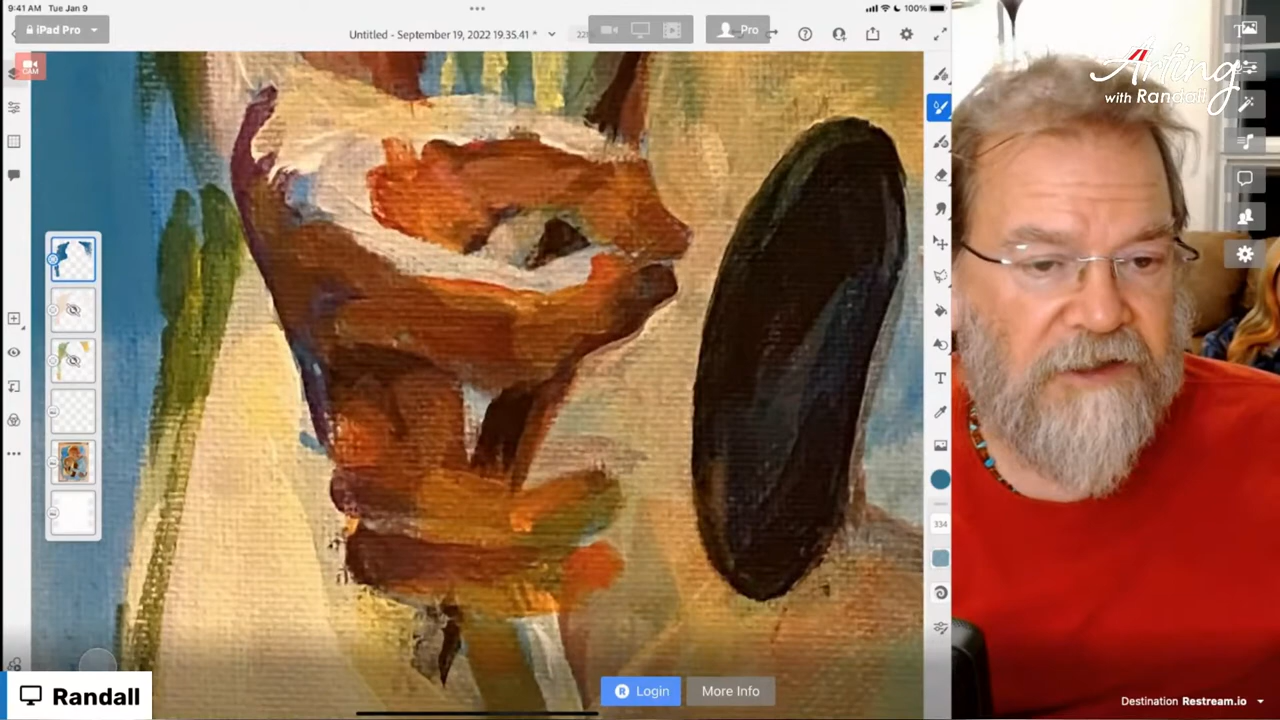 9:41 AM Tue Jan 9
100%
iPad Pro
Untitled - September 19, 2022 19.35.41 *
Pro
CAM
Arting
with Randall
T
T
334
Randall
R Login
More Info
Destination Restream.io